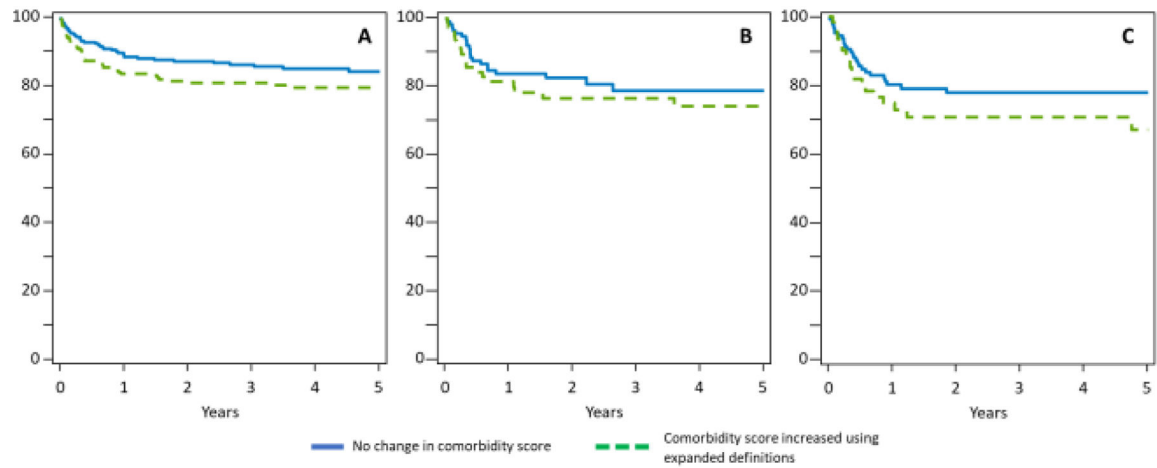 A B C
100 100 100
80 80 80
60 60 60
40 40 40
20 20 20
0 0 0
0 1 2 3 4 5 0 1 2 3 4 5 0 1 2 3 4 5
Years Years Years
No change in comorbidity score
Comorbidity score increased using
expanded definitions